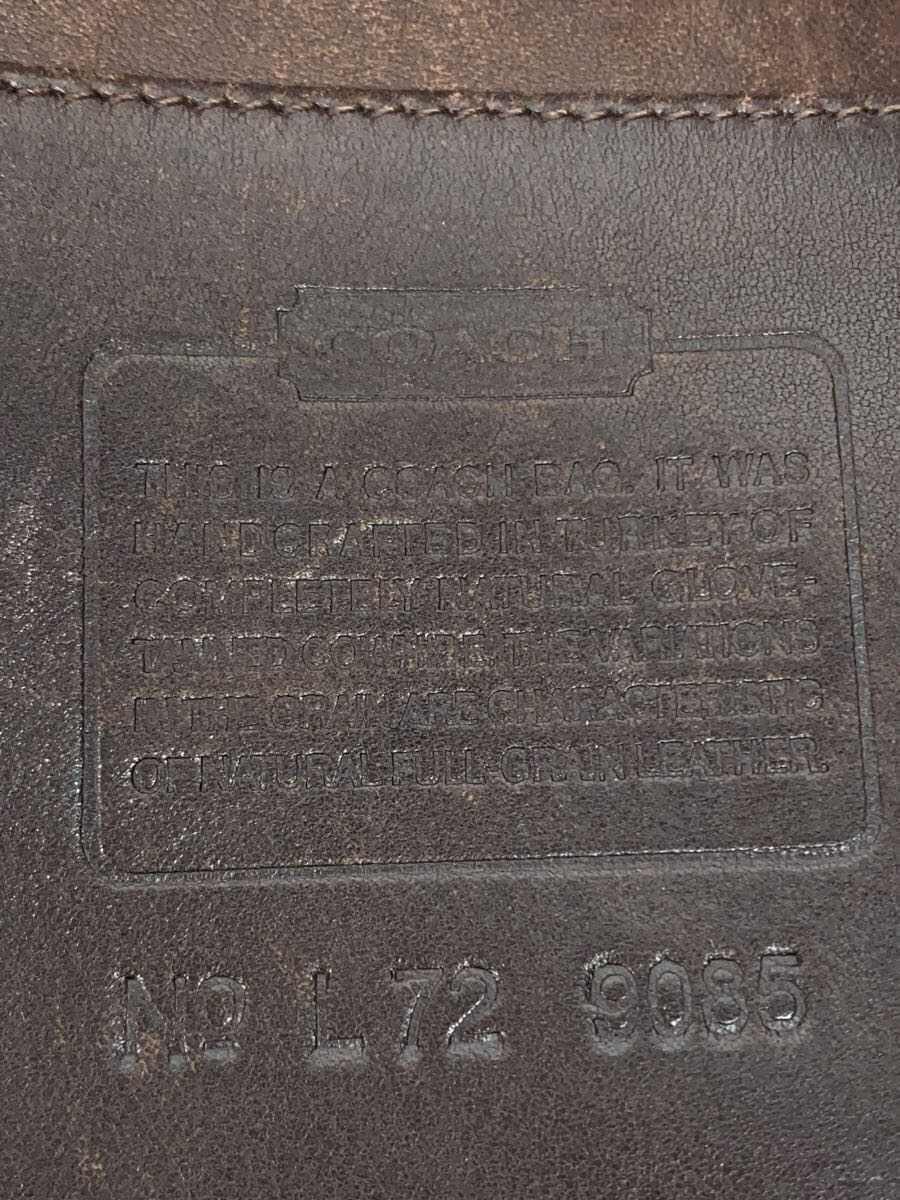 COACH
THIS IS A COACH BAG. IT WAS
HANDCRAFTED IN TURKEY OF
COMPLETELY NATURAL GLOVE-
TANNED COWHIDE. THE VARIATIONS
IN THE GRAIN ARE CHARACTERISTIC
OF NATURAL FULL-GRAIN LEATHER.
Nº L72 9085